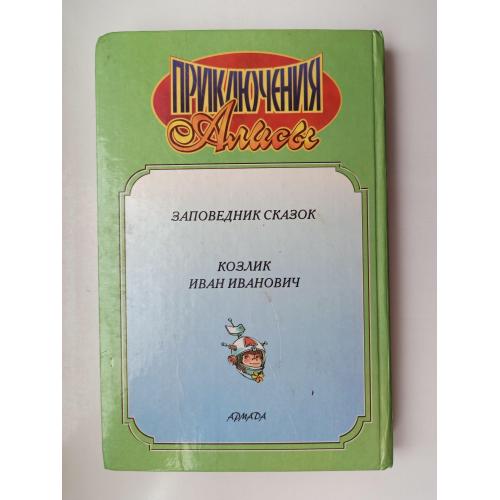 ПРИКЛЮЧЕНИЯ
Алисы
ЗАПОВЕДНИК СКАЗОК
КОЗЛИК
ИВАН ИВАНОВИЧ
АРМАДА